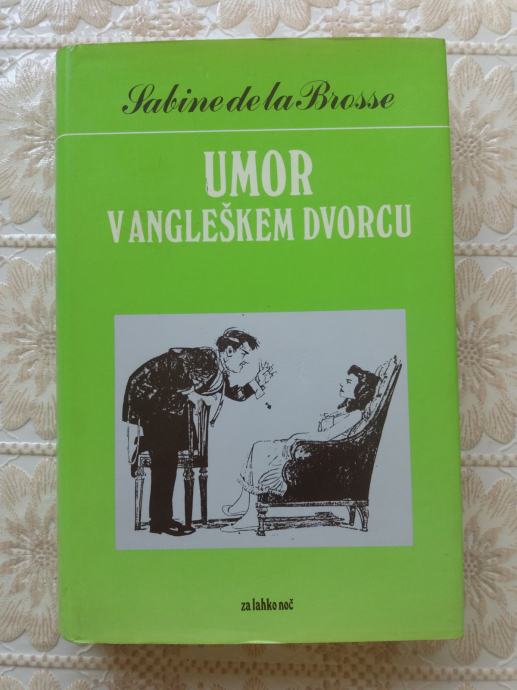 Sabine de la Brosse
UMOR
V ANGLEŠKEM DVORCU
za lahko noč